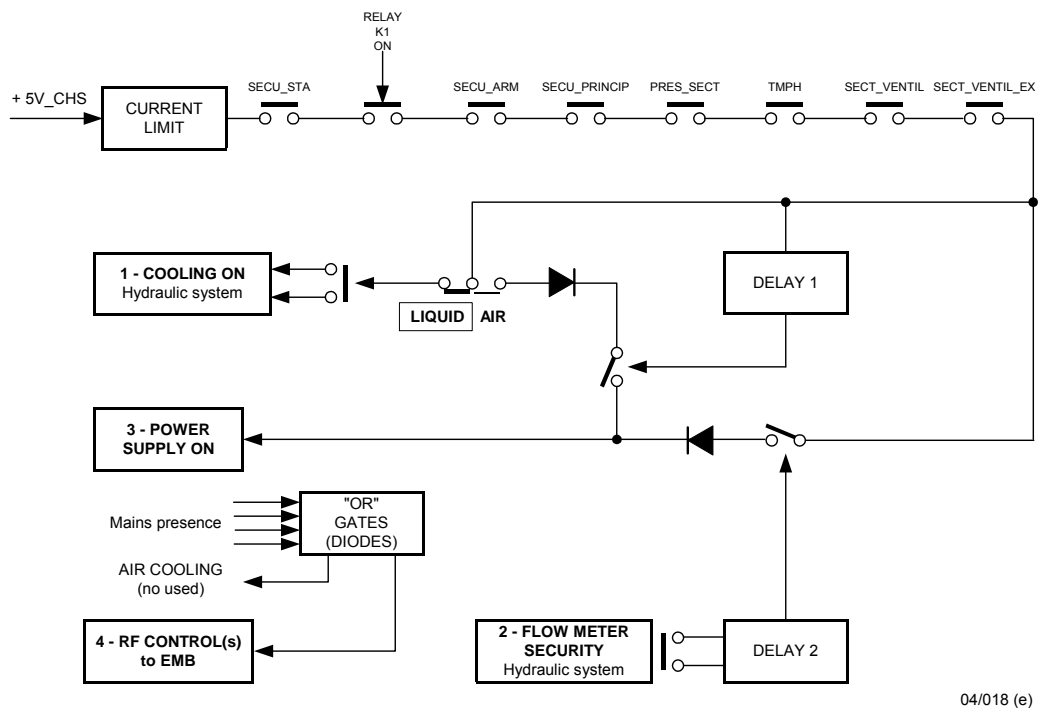 RELAY
K1
ON
SECU_STA
SECU_ARM
SECU_PRINCIP
PRES_SECT
TMPH
SECT_VENTIL
SECT_VENTIL_EX
+ 5V_CHS
CURRENT
LIMIT
1 - COOLING ON
Hydraulic system
LIQUID
AIR
DELAY 1
3 - POWER
SUPPLY ON
Mains presence
"OR"
GATES
(DIODES)
AIR COOLING
(no used)
4 - RF CONTROL(s)
to EMB
2 - FLOW METER
SECURITY
Hydraulic system
DELAY 2
04/018 (e)